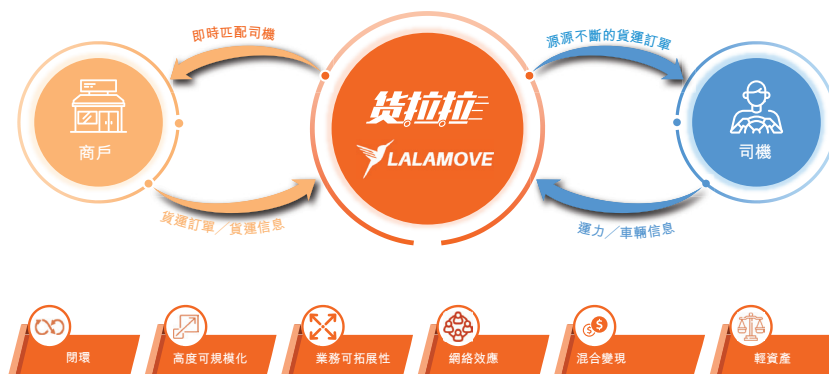 即時匹配司機
源源不斷的貨運訂單
货拉拉
LALAMOVE
商戶
司機
貨運訂單／貨運信息
運力／車輛信息
閉環
高度可規模化
業務可拓展性
網絡效應
混合變現
輕資產